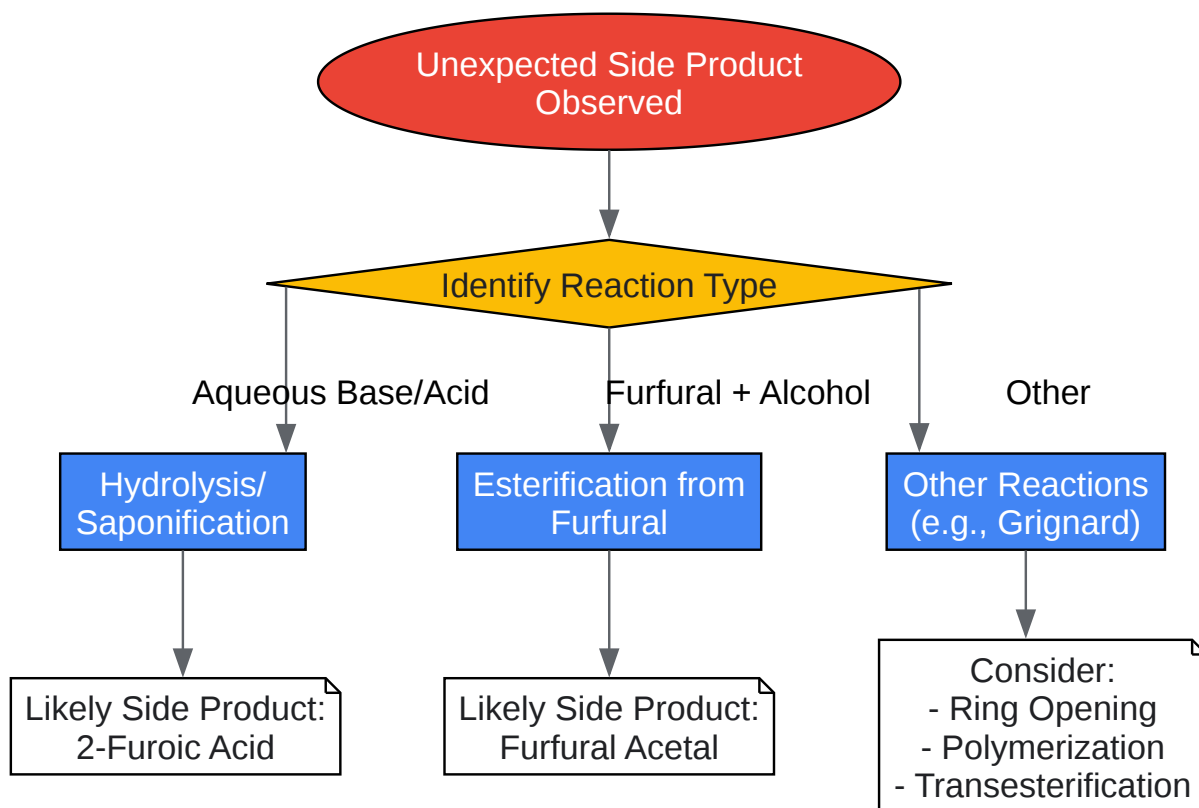 Unexpected Side Product
Observed
Identify Reaction Type
Aqueous Base/Acid
Furfural + Alcohol
Other
Hydrolysis/
Saponification
Esterification from
Furfural
Other Reactions
(e.g., Grignard)
Likely Side Product:
2-Furoic Acid
Likely Side Product:
Furfural Acetal
Consider:
- Ring Opening
- Polymerization
- Transesterification